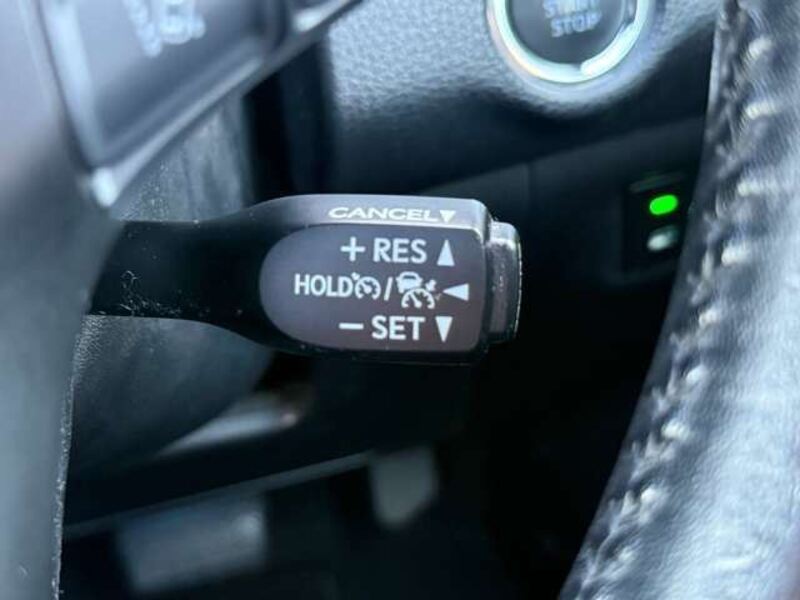 START
STOP
CANCEL▼
+ RES ▲
HOLD / ◀
− SET ▼